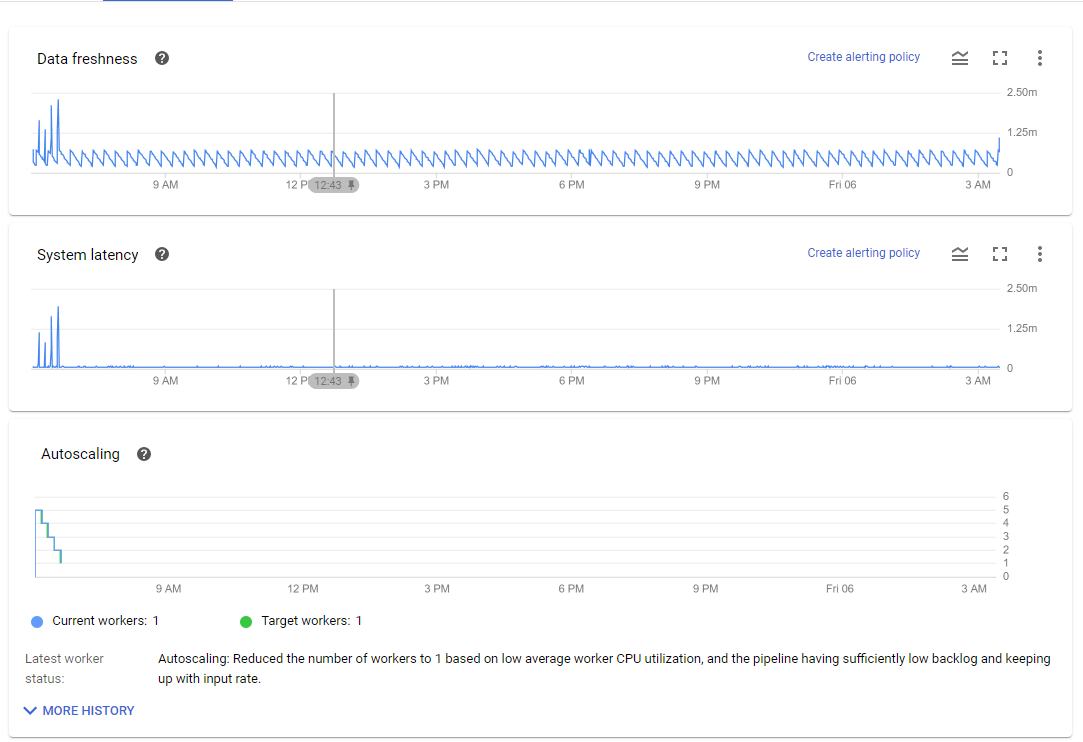 Data freshness
Create alerting policy
2.50m
1.25m
0
9 AM 12 P 12:43 3 PM 6 PM 9 PM Fri 06 3 AM
System latency
Create alerting policy
2.50m
1.25m
0
9 AM 12 P 12:43 3 PM 6 PM 9 PM Fri 06 3 AM
Autoscaling
6
5
4
3
2
1
0
9 AM 12 PM 3 PM 6 PM 9 PM Fri 06 3 AM
Current workers: 1 Target workers: 1
Latest worker status: Autoscaling: Reduced the number of workers to 1 based on low average worker CPU utilization, and the pipeline having sufficiently low backlog and keeping
up with input rate.
MORE HISTORY